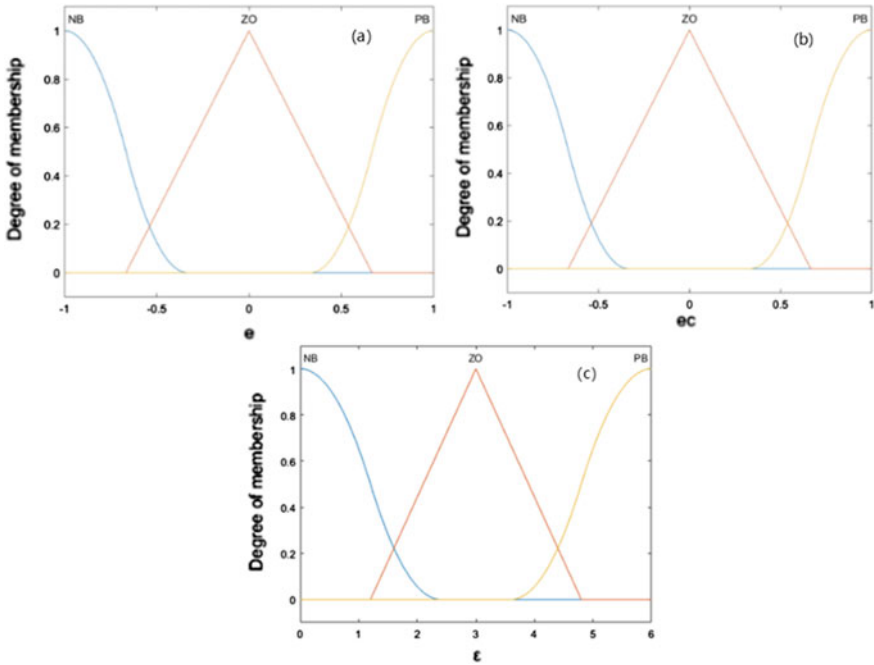 NB ZO PB
(a)
1
0.8
0.6
0.4
0.2
0
Degree of membership
-1 -0.5 0 0.5 1
e
NB ZO PB
(b)
1
0.8
0.6
0.4
0.2
0
Degree of membership
-1 -0.5 0 0.5 1
ec
NB ZO PB
(c)
1
0.8
0.6
0.4
0.2
0
Degree of membership
0 1 2 3 4 5 6
ε